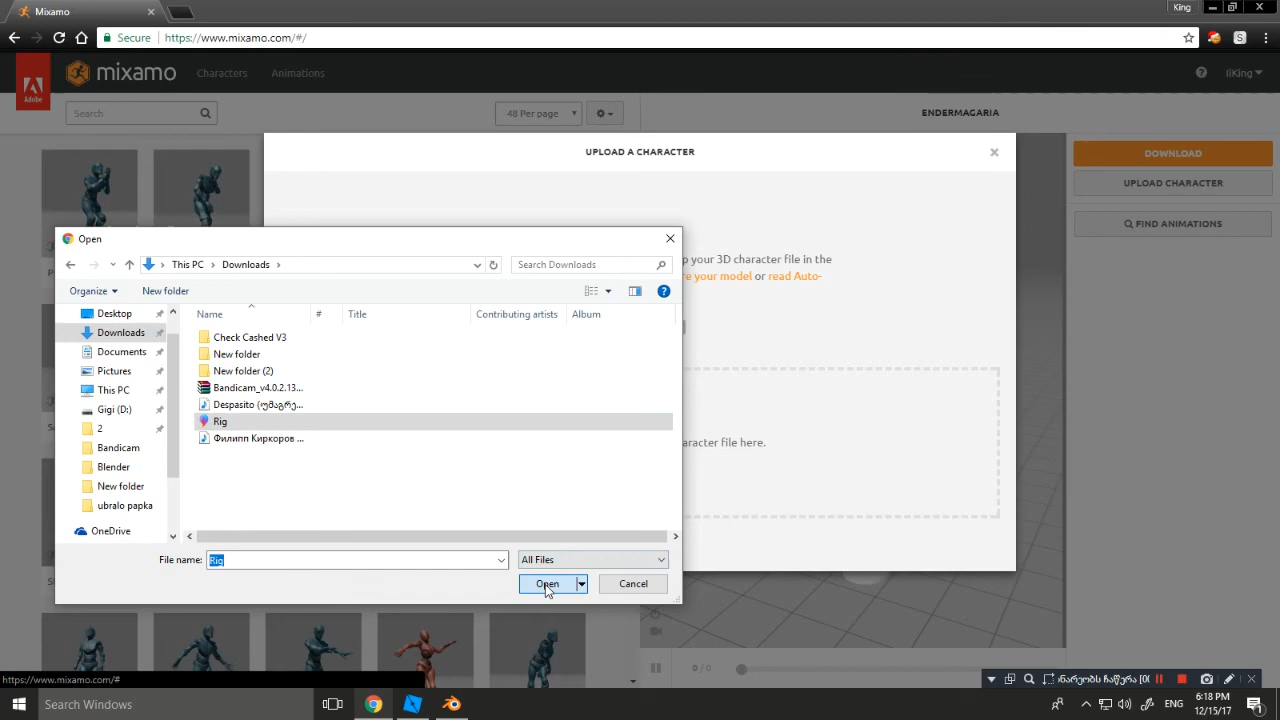 Mixamo
King
Secure
https://www.mixamo.com/#/
S
Adobe
mixamo
Characters
Animations
IlKing
Search
48 Per page
ENDERMAGARIA
UPLOAD A CHARACTER
DOWNLOAD
UPLOAD CHARACTER
FIND ANIMATIONS
Open
p your 3D character file in the
re your model or read Auto-
This PC
Downloads
Search Downloads
Organize
New folder
Desktop
Downloads
Documents
Pictures
This PC
Gigi (D:)
2
Bandicam
Blender
New folder
ubralo papka
OneDrive
Name
#
Title
Contributing artists
Album
Check Cashed V3
New folder
New folder (2)
Bandicam_v4.0.2.13...
Rig
Филипп Киркоров ...
aracter file here.
File name:
Rig
All Files
Open
Cancel
0 / 0
https://www.mixamo.com/#
Search Windows
ENG
6:18 PM
12/15/17